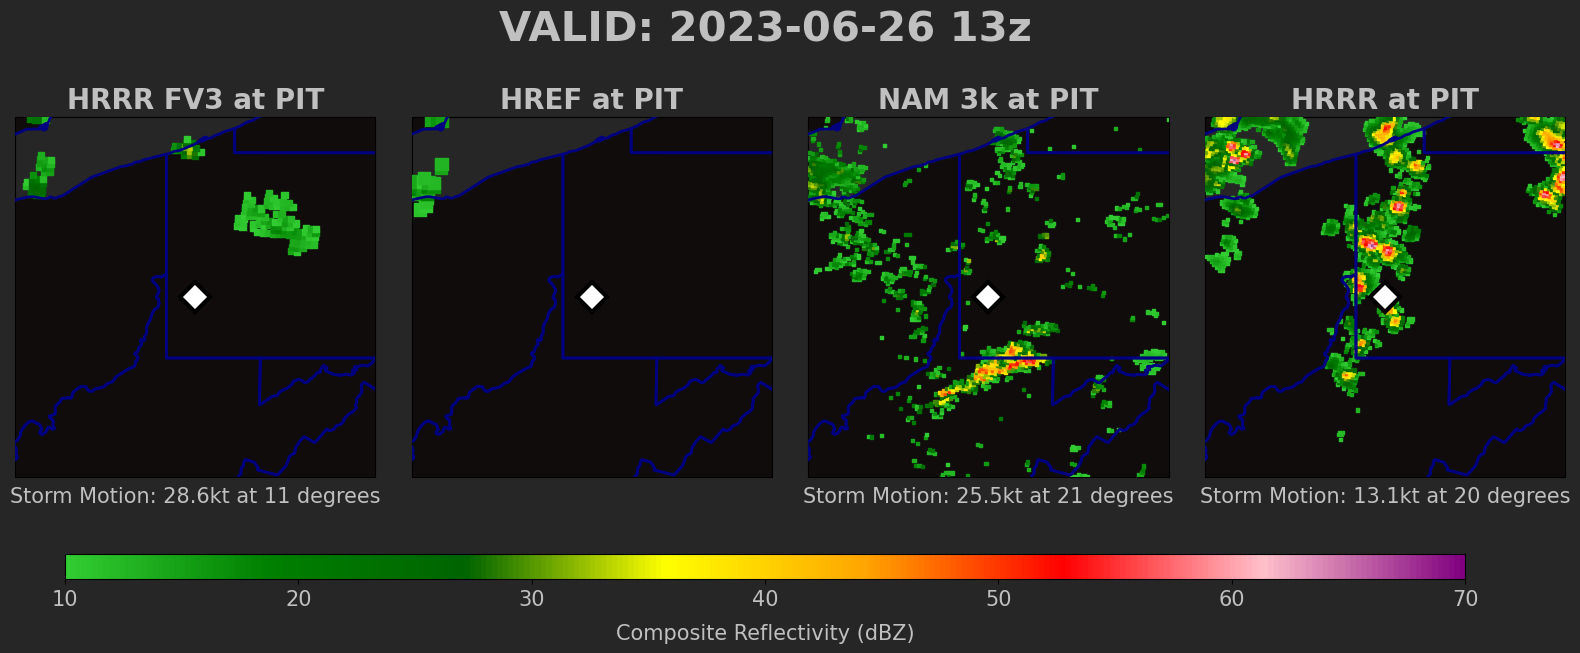 VALID: 2023-06-26 13z
HRRR FV3 at PIT
HREF at PIT
NAM 3k at PIT
HRRR at PIT
Storm Motion: 28.6kt at 11 degrees
Storm Motion: 25.5kt at 21 degrees
Storm Motion: 13.1kt at 20 degrees
10 20 30 40 50 60 70
Composite Reflectivity (dBZ)